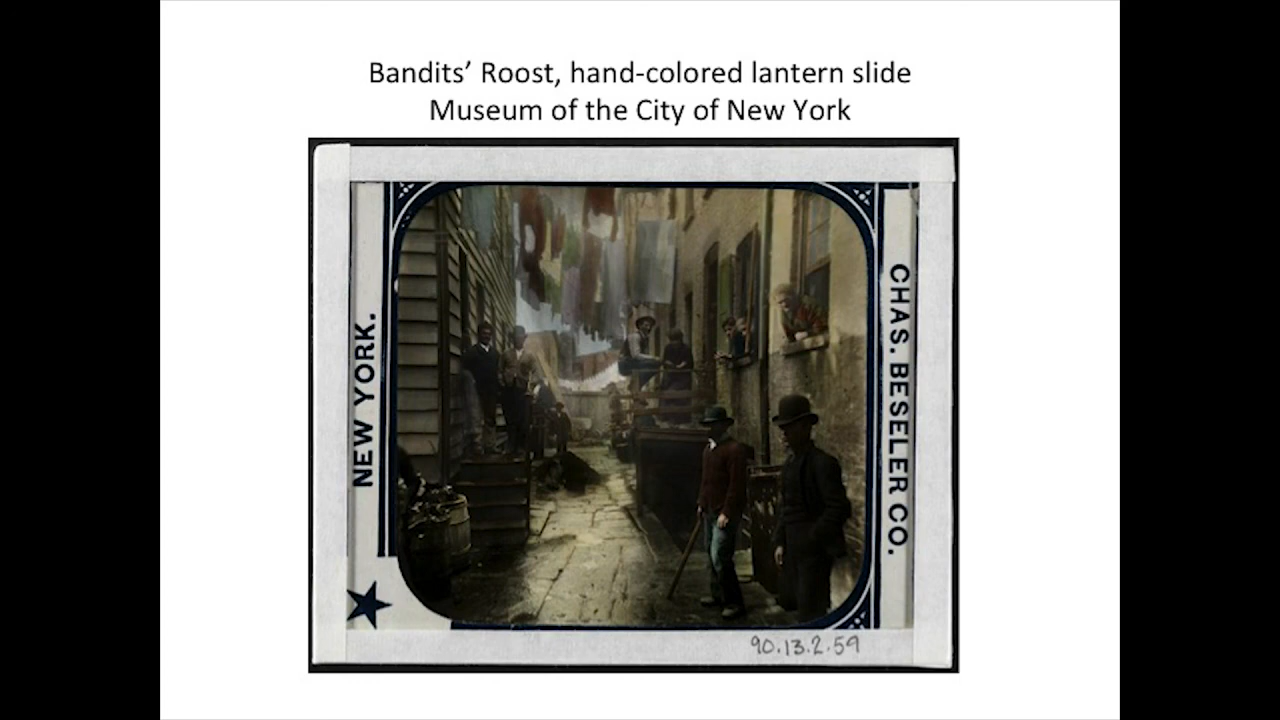 Bandits’ Roost, hand-colored lantern slide
Museum of the City of New York
NEW YORK.
CHAS. BESELER CO.
90.13.2.59